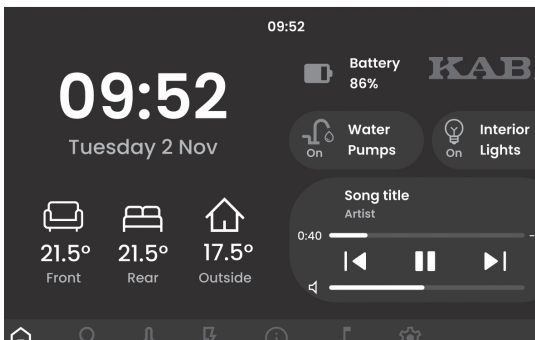 09:52
09:52
Tuesday 2 Nov
Battery
86%
Water
Pumps
On
Interior
Lights
On
Song title
Artist
0:40
21.5°
Front
21.5°
Rear
17.5°
Outside